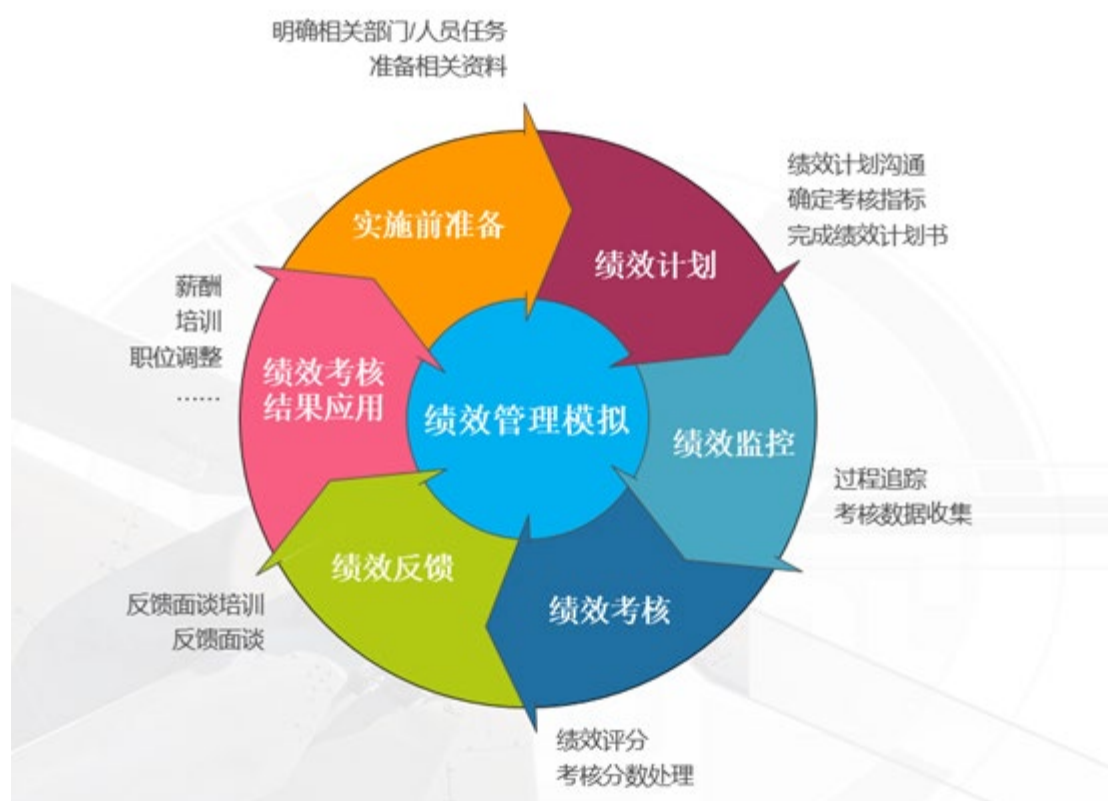 明确相关部门/人员任务
准备相关资料
实施前准备
绩效计划
绩效计划沟通
确定考核指标
完成绩效计划书
绩效监控
过程追踪
考核数据收集
绩效考核
绩效评分
考核分数处理
绩效反馈
反馈面谈培训
反馈面谈
绩效考核
结果应用
薪酬
培训
职位调整
……
绩效管理模拟